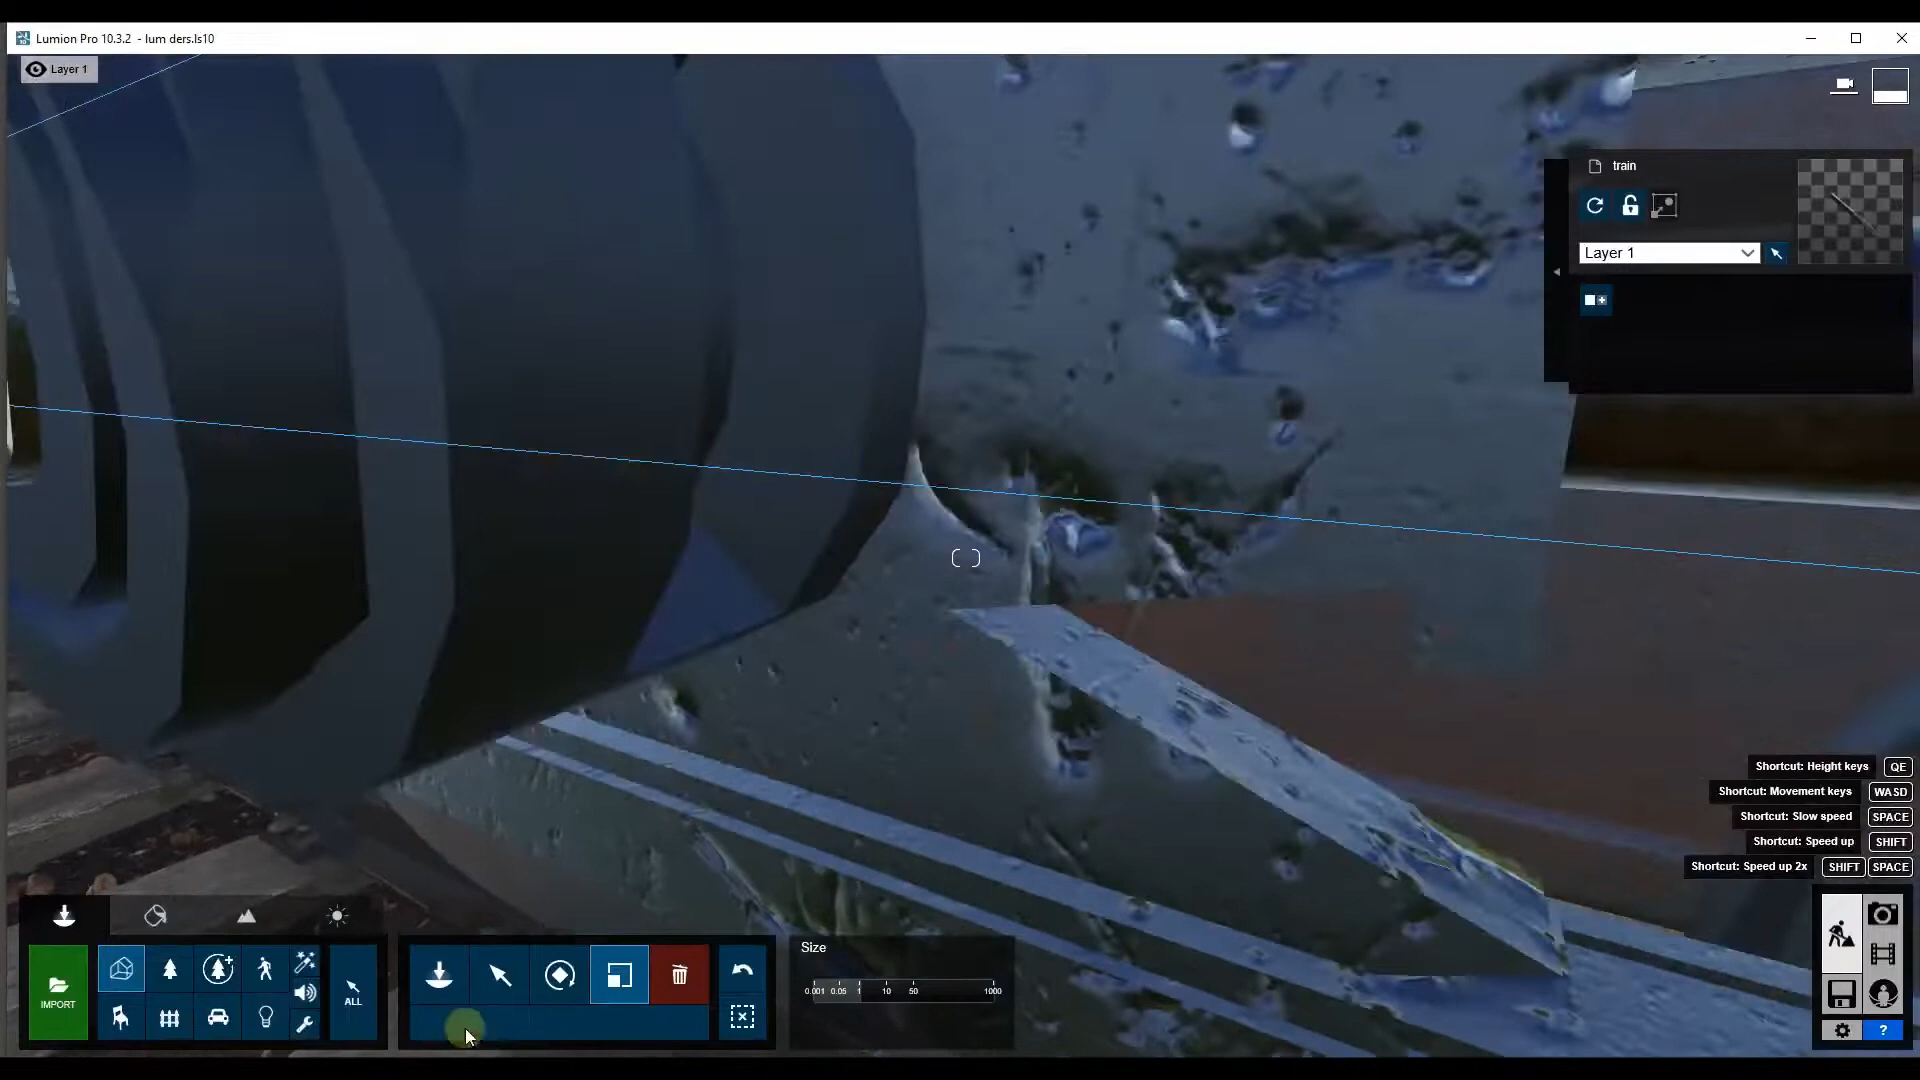 Lumion Pro 10.3.2 - lum ders.ls10
Layer 1
train
Layer 1
Shortcut: Height keys QE
Shortcut: Movement keys WASD
Shortcut: Slow speed SPACE
Shortcut: Speed up SHIFT
Shortcut: Speed up 2x SHIFT SPACE
IMPORT
ALL
Size
0.001 0.05 1 10 50 1000
?